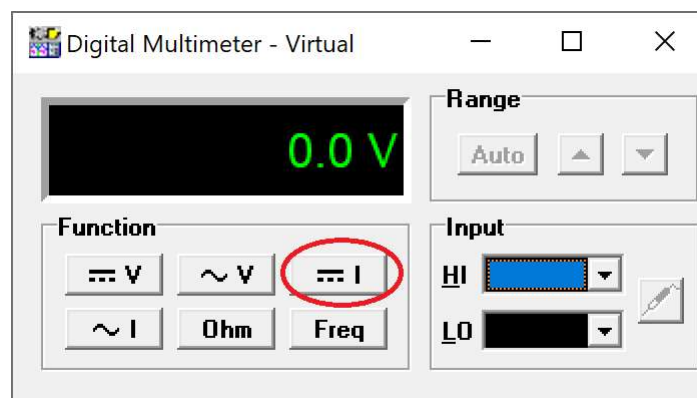 Digital Multimeter - Virtual
0.0 V
Range
Auto
Function
⎓ V
∼ V
⎓ I
∼ I
Ohm
Freq
Input
HI
LO